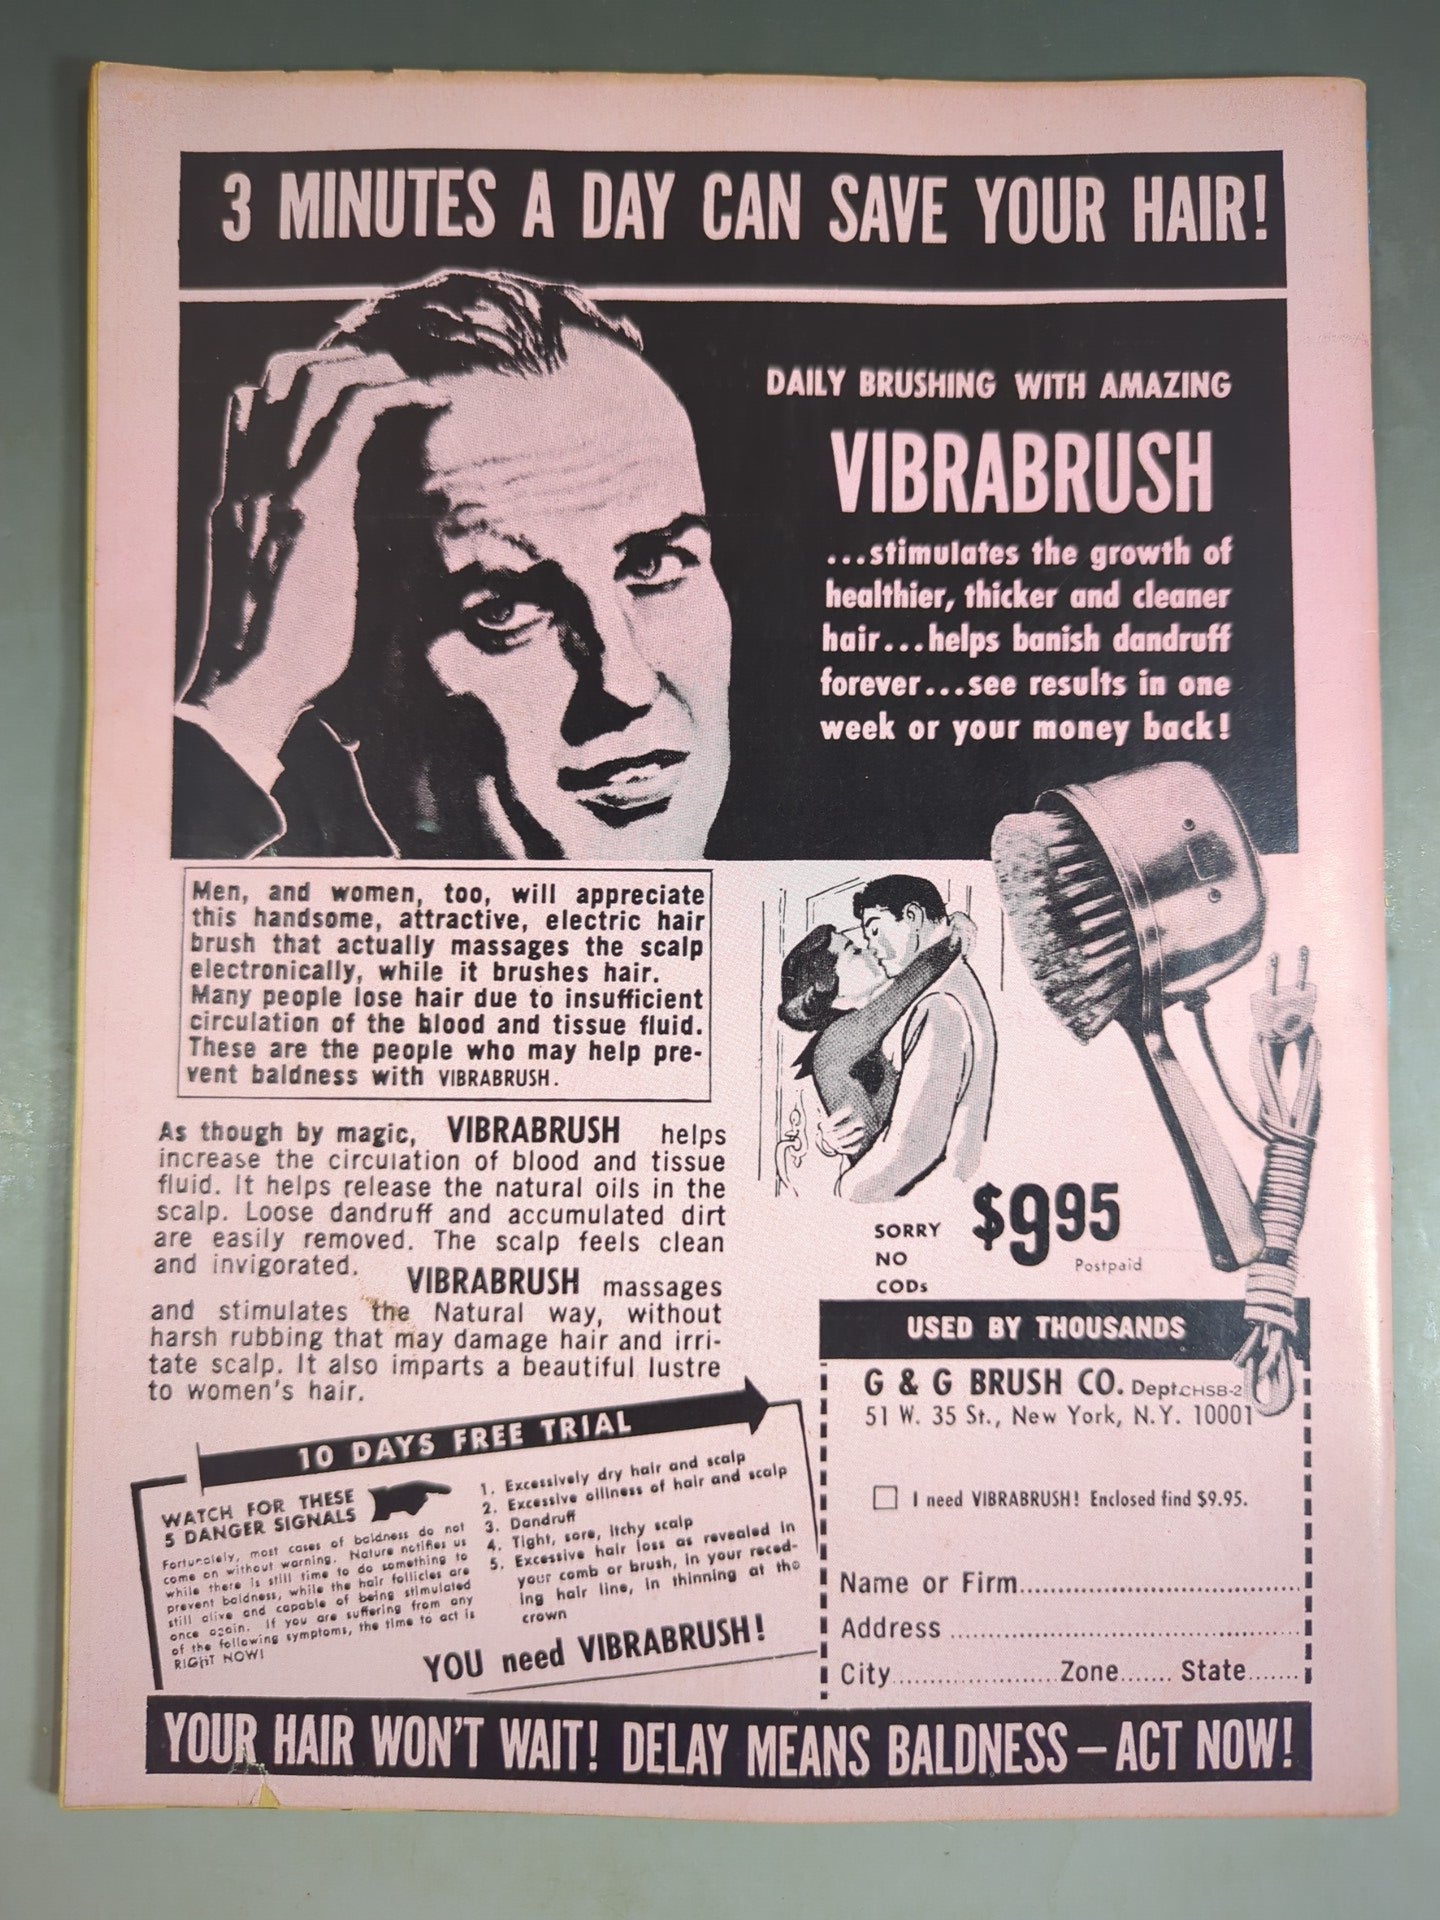 3 MINUTES A DAY CAN SAVE YOUR HAIR!
DAILY BRUSHING WITH AMAZING
VIBRABRUSH
...stimulates the growth of
healthier, thicker and cleaner
hair...helps banish dandruff
forever...see results in one
week or your money back!
Men, and women, too, will appreciate
this handsome, attractive, electric hair
brush that actually massages the scalp
electronically, while it brushes hair.
Many people lose hair due to insufficient
circulation of the blood and tissue fluid.
These are the people who may help pre-
vent baldness with VIBRABRUSH.
As though by magic, VIBRABRUSH helps
increase the circulation of blood and tissue
fluid. It helps release the natural oils in the
scalp. Loose dandruff and accumulated dirt
are easily removed. The scalp feels clean
and invigorated. VIBRABRUSH massages
and stimulates the Natural way, without
harsh rubbing that may damage hair and irri-
tate scalp. It also imparts a beautiful lustre
to women's hair.
SORRY
NO
CODs
$9.95
Postpaid
10 DAYS FREE TRIAL
WATCH FOR THESE
5 DANGER SIGNALS
Fortunately, most cases of baldness do not
come on without warning. Nature notifies us
while there is still time to do something to
prevent baldness, while the hair follicles are
still alive and capable of being stimulated
once again. If you are suffering from any
of the following symptoms, the time to act is
RIGHT NOW!
1. Excessively dry hair and scalp
2. Excessive oiliness of hair and scalp
3. Dandruff
4. Tight, sore, itchy scalp
5. Excessive hair loss as revealed in
your comb or brush, in your reced-
ing hair line, in thinning at the
crown
YOU need VIBRABRUSH!
USED BY THOUSANDS
G & G BRUSH CO. Dept.CHSB-2
51 W. 35 St., New York, N.Y. 10001
I need VIBRABRUSH! Enclosed find $9.95.
Name or Firm....................................
Address ....................................
City.....................Zone....... State.......
YOUR HAIR WON'T WAIT! DELAY MEANS BALDNESS — ACT NOW!